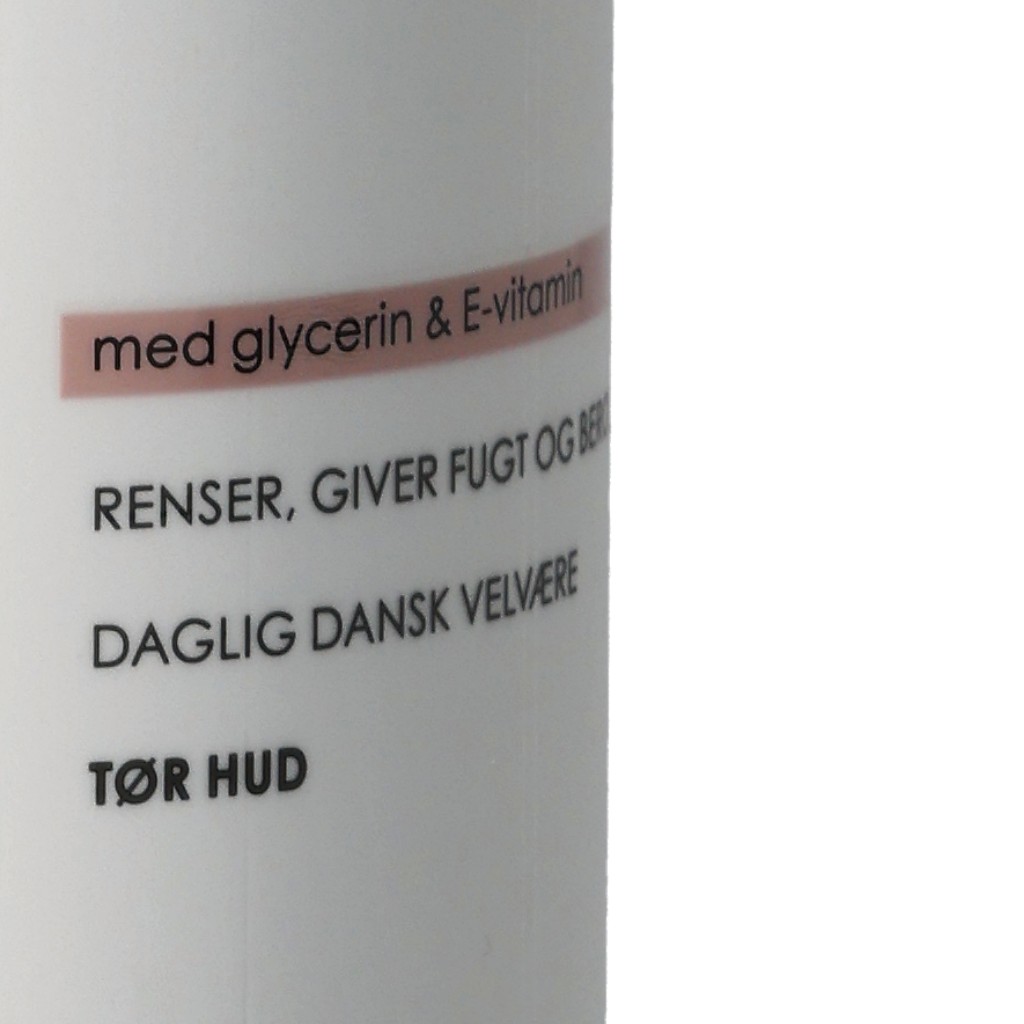 med glycerin & E-vitamin
RENSER, GIVER FUGT OG
DAGLIG DANSK VELVÆRE
TØR HUD